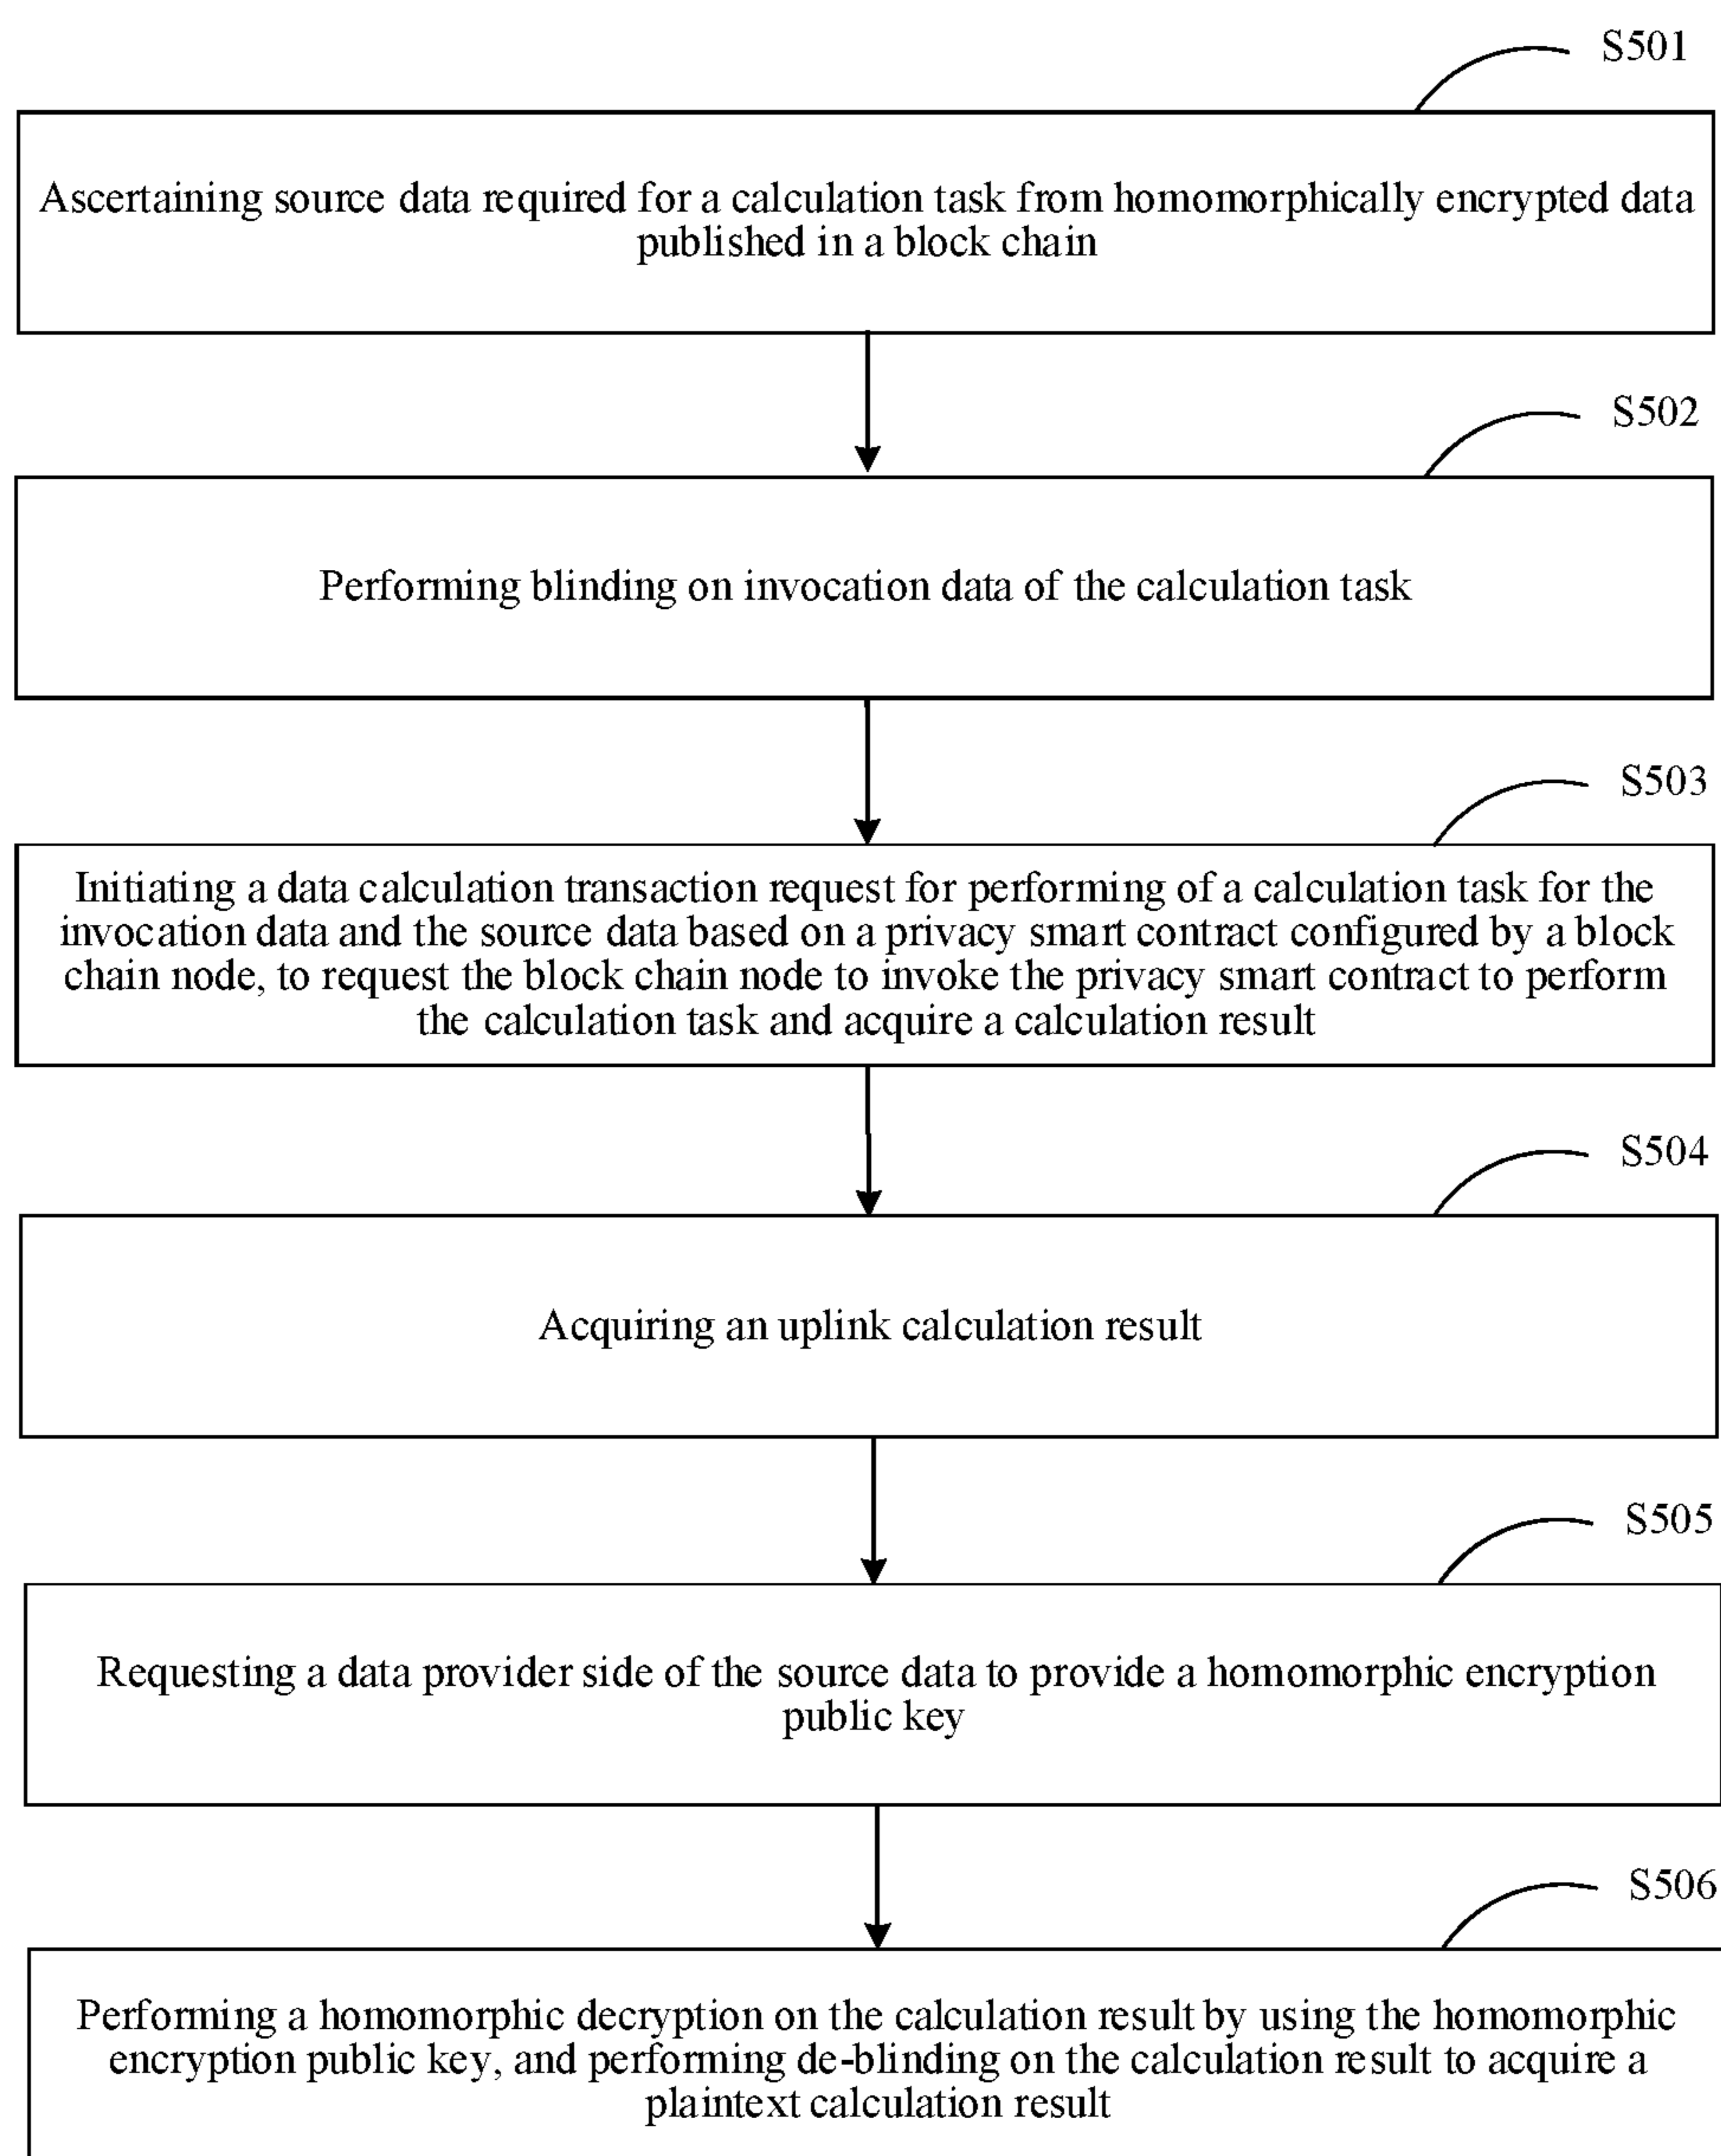 S501
Ascertaining source data required for a calculation task from homomorphically encrypted data
published in a block chain
S502
Performing blinding on invocation data of the calculation task
S503
Initiating a data calculation transaction request for performing of a calculation task for the
invocation data and the source data based on a privacy smart contract configured by a block
chain node, to request the block chain node to invoke the privacy smart contract to perform
the calculation task and acquire a calculation result
S504
Acquiring an uplink calculation result
S505
Requesting a data provider side of the source data to provide a homomorphic encryption
public key
S506
Performing a homomorphic decryption on the calculation result by using the homomorphic
encryption public key, and performing de-blinding on the calculation result to acquire a
plaintext calculation result